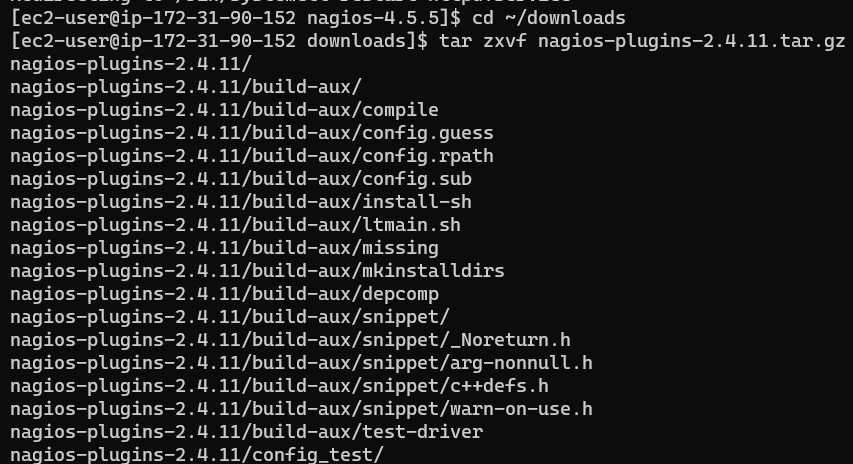 [ec2-user@ip-172-31-90-152 nagios-4.5.5]$ cd ~/downloads
[ec2-user@ip-172-31-90-152 downloads]$ tar zxvf nagios-plugins-2.4.11.tar.gz
nagios-plugins-2.4.11/
nagios-plugins-2.4.11/build-aux/
nagios-plugins-2.4.11/build-aux/compile
nagios-plugins-2.4.11/build-aux/config.guess
nagios-plugins-2.4.11/build-aux/config.rpath
nagios-plugins-2.4.11/build-aux/config.sub
nagios-plugins-2.4.11/build-aux/install-sh
nagios-plugins-2.4.11/build-aux/ltmain.sh
nagios-plugins-2.4.11/build-aux/missing
nagios-plugins-2.4.11/build-aux/mkinstalldirs
nagios-plugins-2.4.11/build-aux/depcomp
nagios-plugins-2.4.11/build-aux/snippet/
nagios-plugins-2.4.11/build-aux/snippet/_Noreturn.h
nagios-plugins-2.4.11/build-aux/snippet/arg-nonnull.h
nagios-plugins-2.4.11/build-aux/snippet/c++defs.h
nagios-plugins-2.4.11/build-aux/snippet/warn-on-use.h
nagios-plugins-2.4.11/build-aux/test-driver
nagios-plugins-2.4.11/config_test/